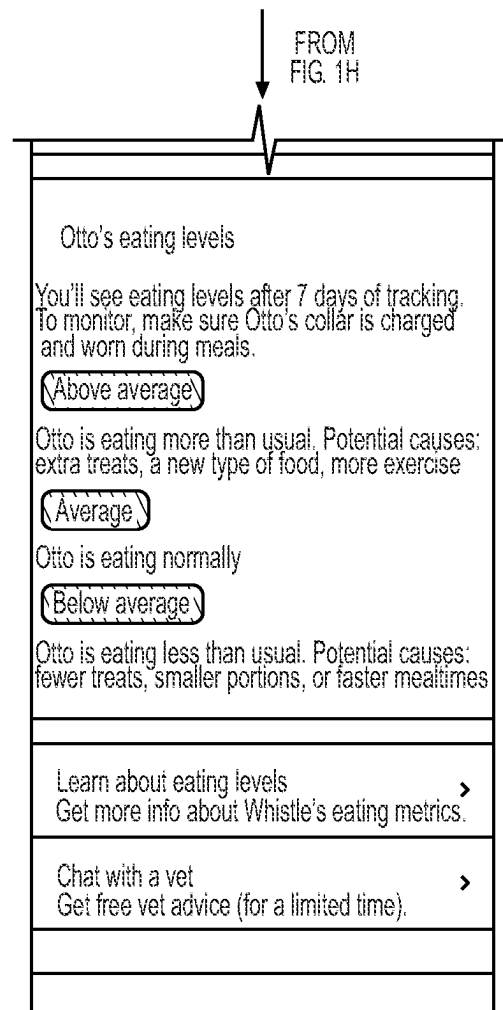 FROM
FIG. 1H
Otto's eating levels
You'll see eating levels after 7 days of tracking.
To monitor, make sure Otto's collar is charged
and worn during meals.
Above average
Otto is eating more than usual. Potential causes:
extra treats, a new type of food, more exercise
Average
Otto is eating normally
Below average
Otto is eating less than usual. Potential causes:
fewer treats, smaller portions, or faster mealtimes
Learn about eating levels
Get more info about Whistle's eating metrics.
Chat with a vet
Get free vet advice (for a limited time).